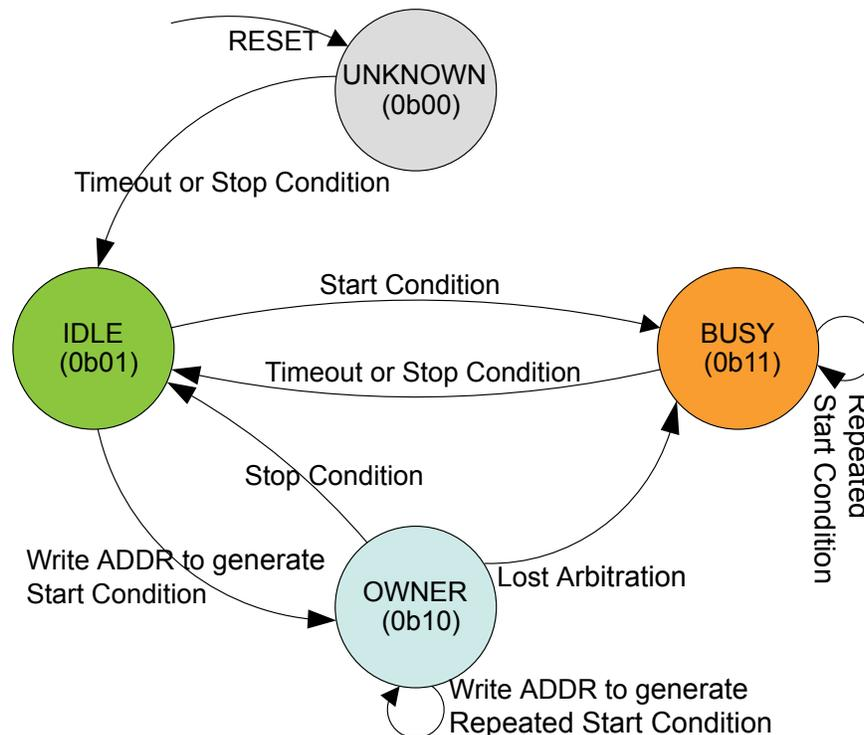 RESET
UNKNOWN
(0b00)
Timeout or Stop Condition
Start Condition
IDLE
(0b01)
BUSY
(0b11)
Timeout or Stop Condition
Repeated
Start Condition
Stop Condition
Write ADDR to generate
Start Condition
OWNER
(0b10)
Lost Arbitration
Write ADDR to generate
Repeated Start Condition